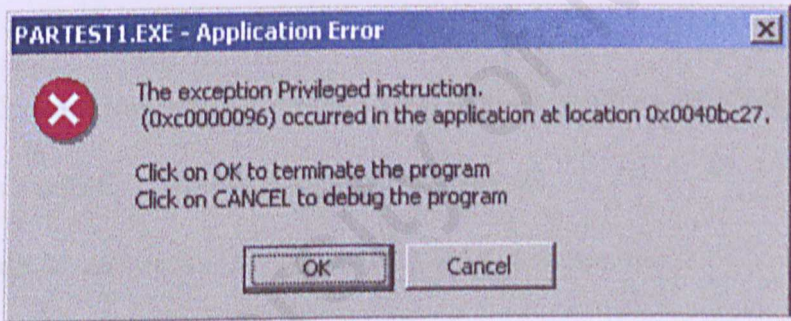 PARTEST1.EXE - Application Error
The exception Privileged instruction.
(0xc0000096) occurred in the application at location 0x0040bc27.
Click on OK to terminate the program
Click on CANCEL to debug the program
OK
Cancel